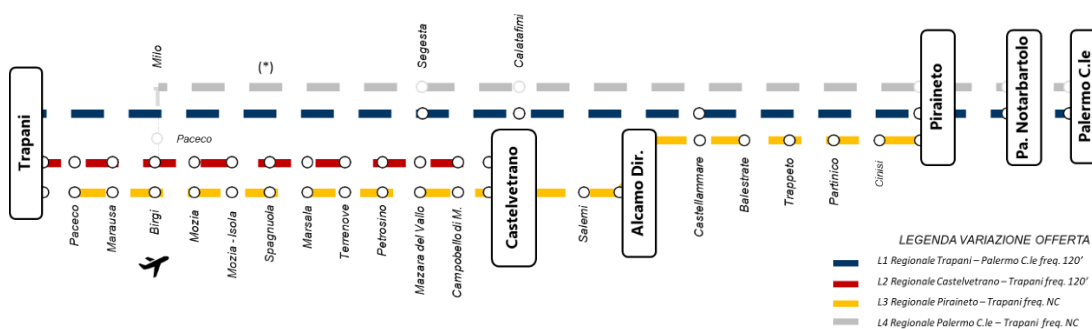 Trapani
Milo
(*)
Segesta
Calatafimi
Piraineto
Pa. Notarbartolo
Palermo C.le
Paceco
Castelvetrano
Alcamo Dir.
Paceco
Marausa
Birgi
Mozia
Mozia - Isola
Spagnuola
Marsala
Terrenove
Petrosino
Mazara del Vallo
Campobello di M.
Salemi
Castellammare
Balestrate
Trappeto
Partinico
Cinisi
LEGENDA VARIAZIONE OFFERTA
L1 Regionale Trapani – Palermo C.le freq. 120'
L2 Regionale Castelvetrano – Trapani freq. 120'
L3 Regionale Piraineto – Trapani freq. NC
L4 Regionale Palermo C.le – Trapani freq. NC